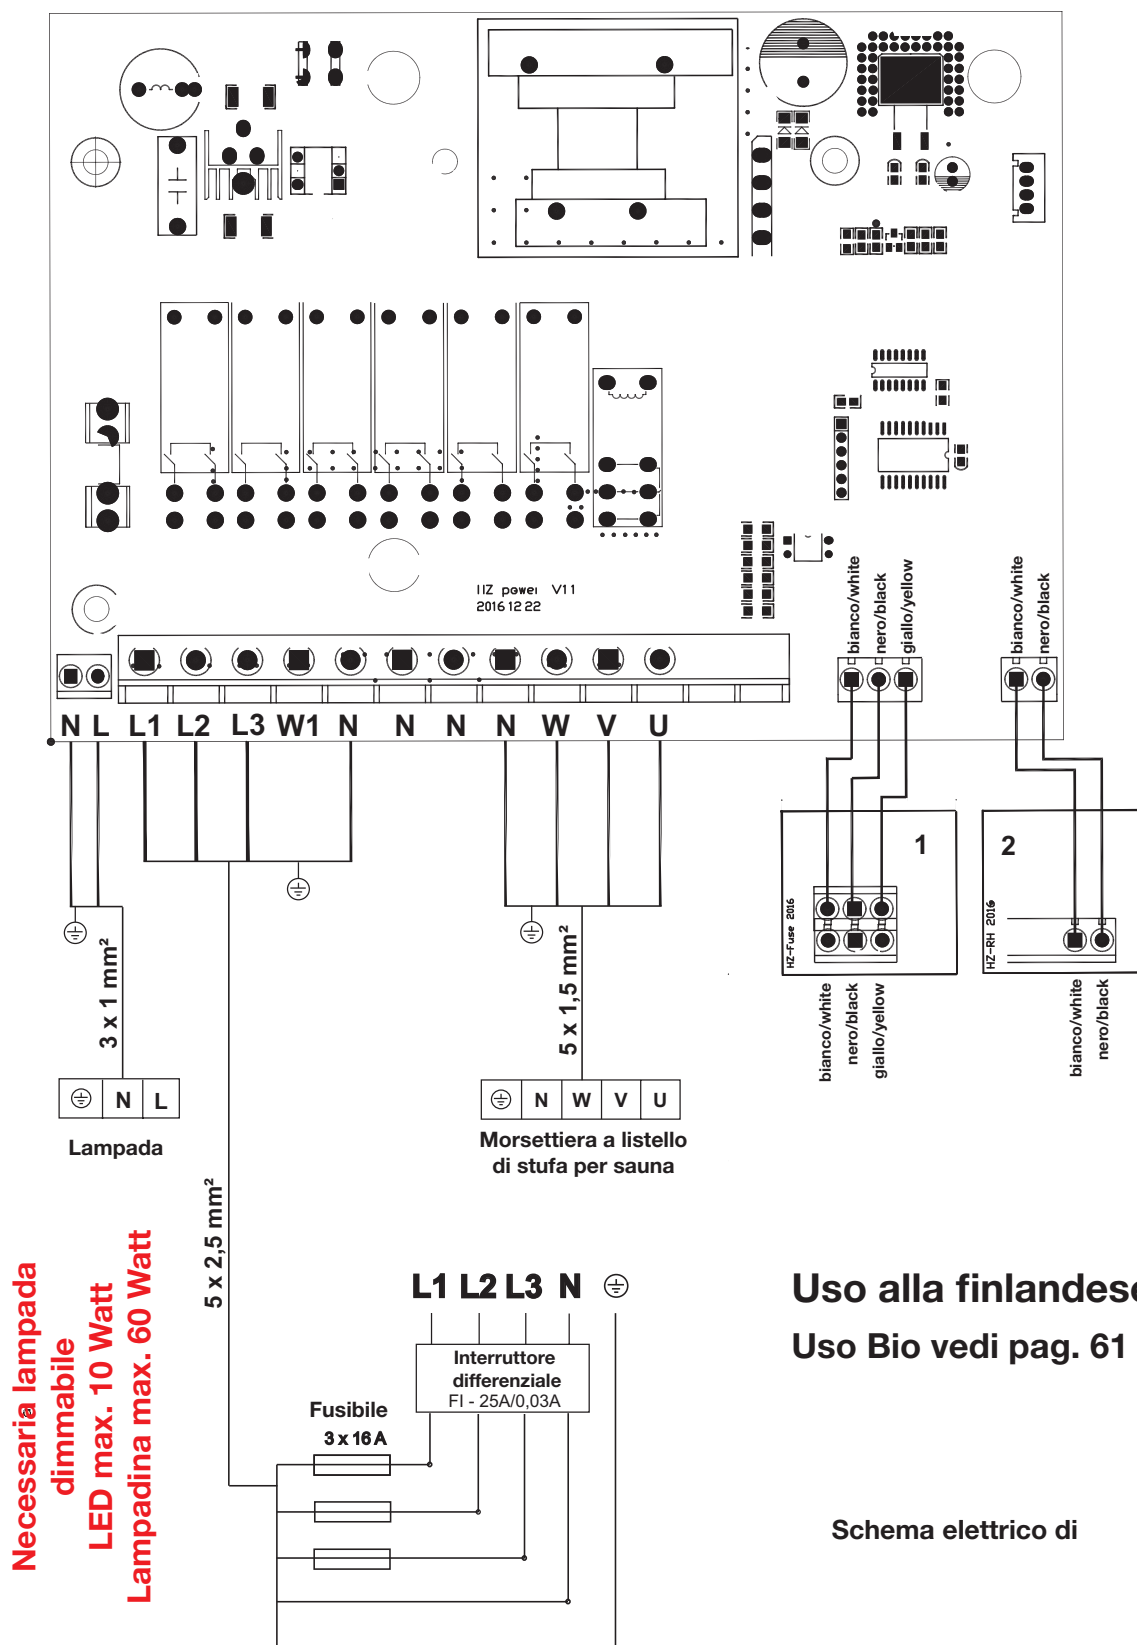 HZ power V11
2016 12 22
bianco/white
nero/black
giallo/yellow
bianco/white
nero/black
N L L1 L2 L3 W1 N N N N W V U
1
HZ-Fuse 2016
bianco/white
nero/black
giallo/yellow
2
HZ-RH 2016
bianco/white
nero/black
3 x 1 mm²
N L
Lampada
5 x 1,5 mm²
N W V U
Morsettiera a listello
di stufa per sauna
5 x 2,5 mm²
L1 L2 L3 N
Interruttore
differenziale
FI - 25A/0,03A
Fusibile
3 x 16 A
Necessaria lampada
dimmabile
LED max. 10 Watt
Lampadina max. 60 Watt
Uso alla finlandese
Uso Bio vedi pag. 61
Schema elettrico di